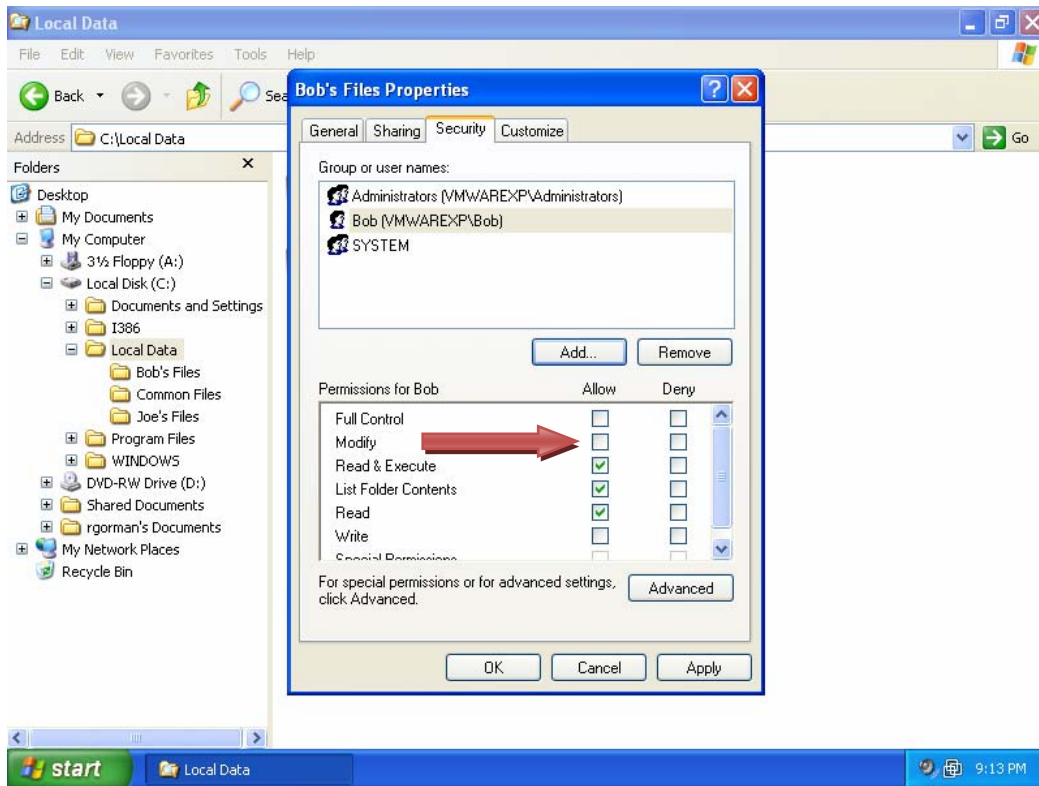 Local Data
File Edit View Favorites Tools Help
Back
Address C:\Local Data Go
Folders
Desktop
My Documents
My Computer
3½ Floppy (A:)
Local Disk (C:)
Documents and Settings
I386
Local Data
Bob's Files
Common Files
Joe's Files
Program Files
WINDOWS
DVD-RW Drive (D:)
Shared Documents
rgorman's Documents
My Network Places
Recycle Bin
Bob's Files Properties
General Sharing Security Customize
Group or user names:
Administrators (VMWAREXP\Administrators)
Bob (VMWAREXP\Bob)
SYSTEM
Add... Remove
Permissions for Bob Allow Deny
Full Control
Modify
Read & Execute
List Folder Contents
Read
Write
Special Permissions
For special permissions or for advanced settings,
click Advanced.
Advanced
OK Cancel Apply
start Local Data 9:13 PM